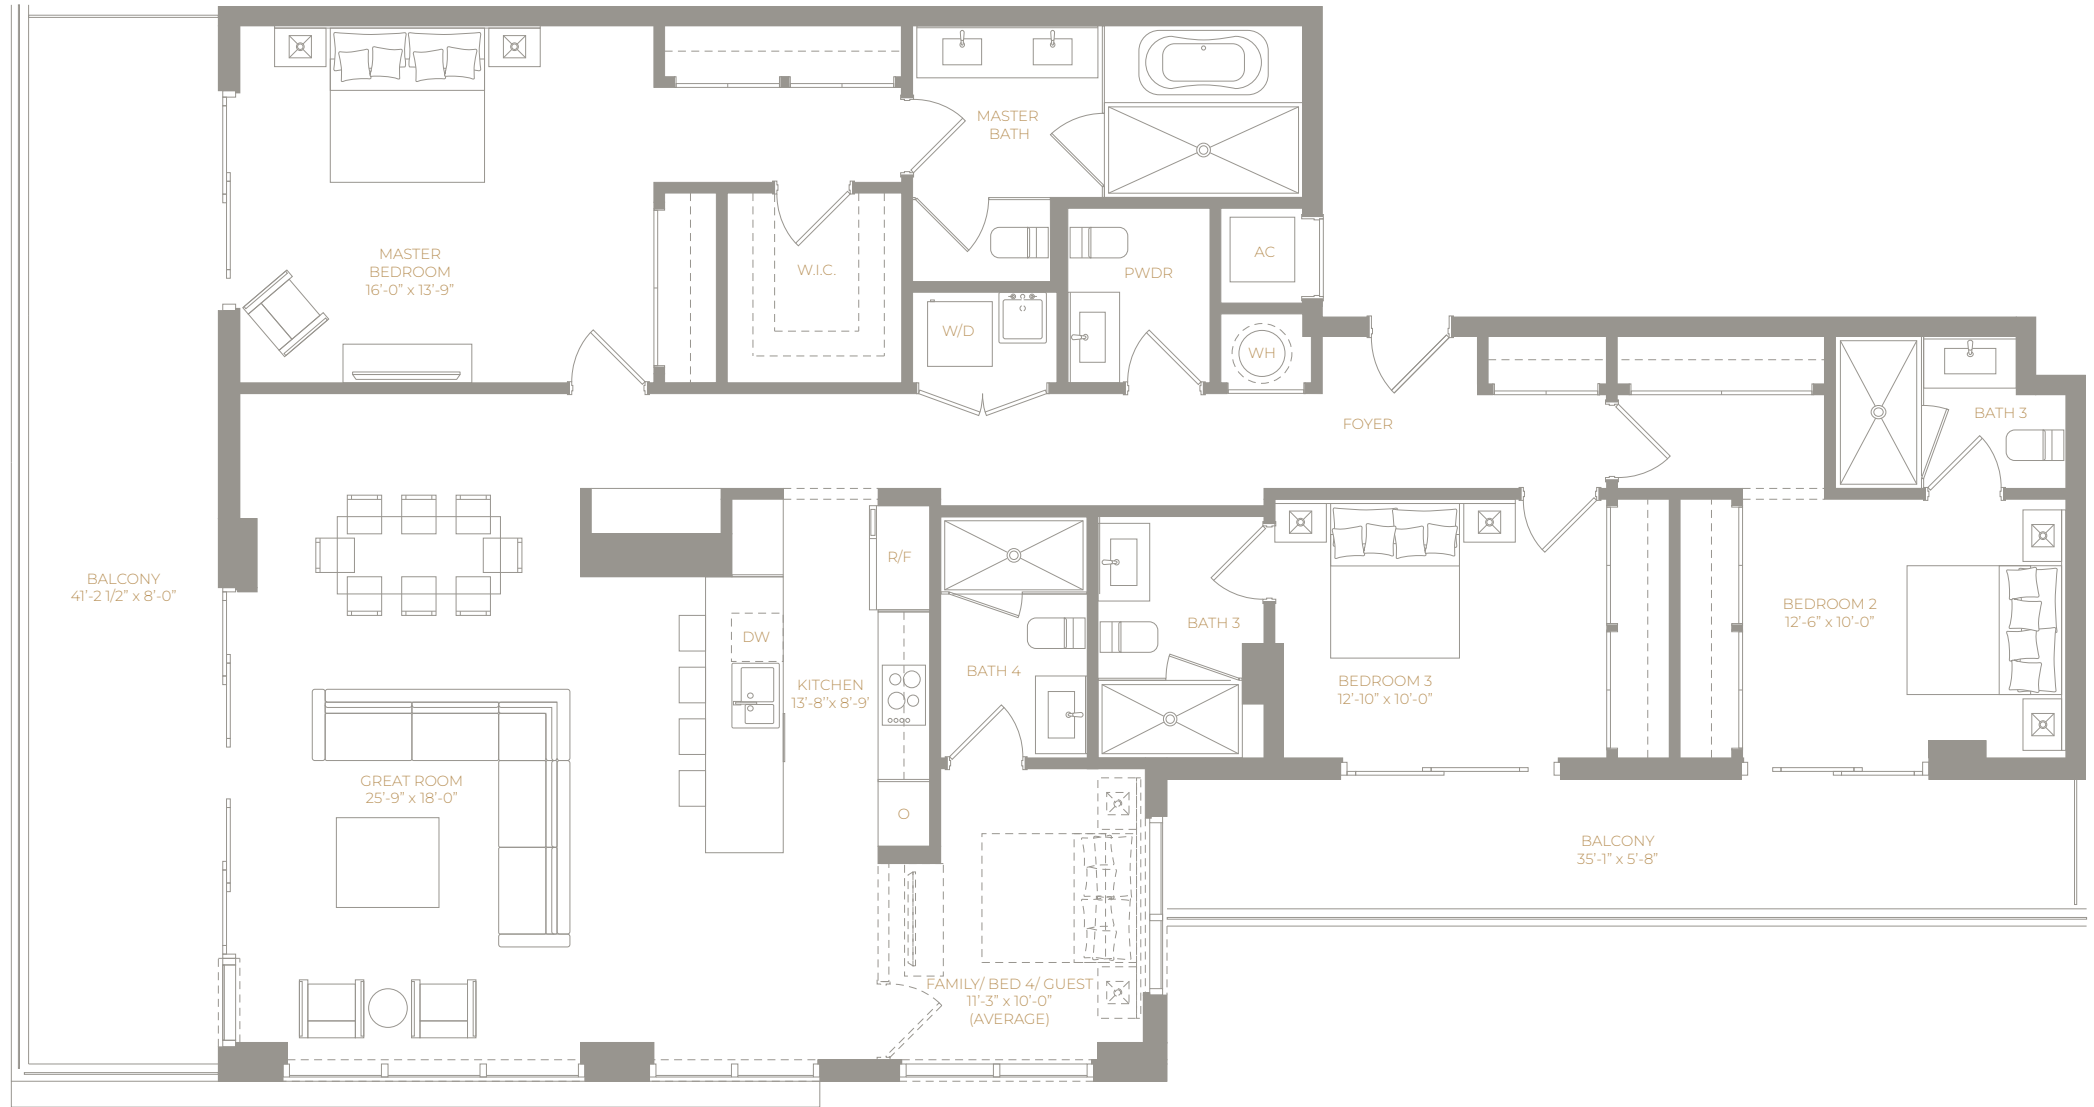 MASTER
BATH
MASTER
BEDROOM
16'-0” x 13'-9”
W.I.C.
PWDR
AC
W/D
WH
FOYER
BATH 3
BALCONY
41'-2 1/2” x 8'-0”
R/F
DW
BATH 3
BEDROOM 2
12'-6” x 10'-0”
BATH 4
KITCHEN
13'-8'’x 8'-9'
BEDROOM 3
12'-10” x 10'-0”
GREAT ROOM
25'-9” x 18'-0”
O
BALCONY
35'-1” x 5'-8”
FAMILY/ BED 4/ GUEST
11'-3” x 10'-0”
(AVERAGE)